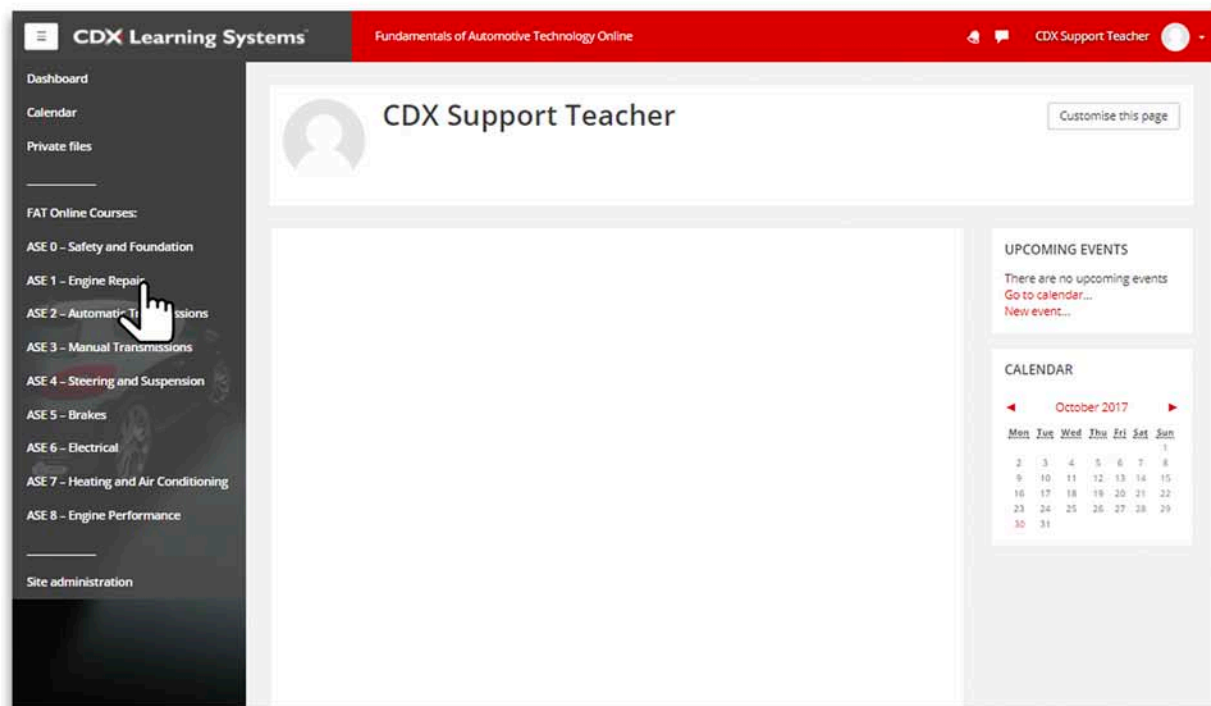 CDX Learning Systems
Fundamentals of Automotive Technology Online
CDX Support Teacher
Dashboard
Calendar
Private files
FAT Online Courses:
ASE 0 – Safety and Foundation
ASE 1 – Engine Repair
ASE 2 – Automatic Transmissions
ASE 3 – Manual Transmissions
ASE 4 – Steering and Suspension
ASE 5 – Brakes
ASE 6 – Electrical
ASE 7 – Heating and Air Conditioning
ASE 8 – Engine Performance
Site administration
CDX Support Teacher
Customise this page
UPCOMING EVENTS
There are no upcoming events
Go to calendar...
New event...
CALENDAR
◄ October 2017 ►
Mon Tue Wed Thu Fri Sat Sun
1
2 3 4 5 6 7 8
9 10 11 12 13 14 15
16 17 18 19 20 21 22
23 24 25 26 27 28 29
30 31